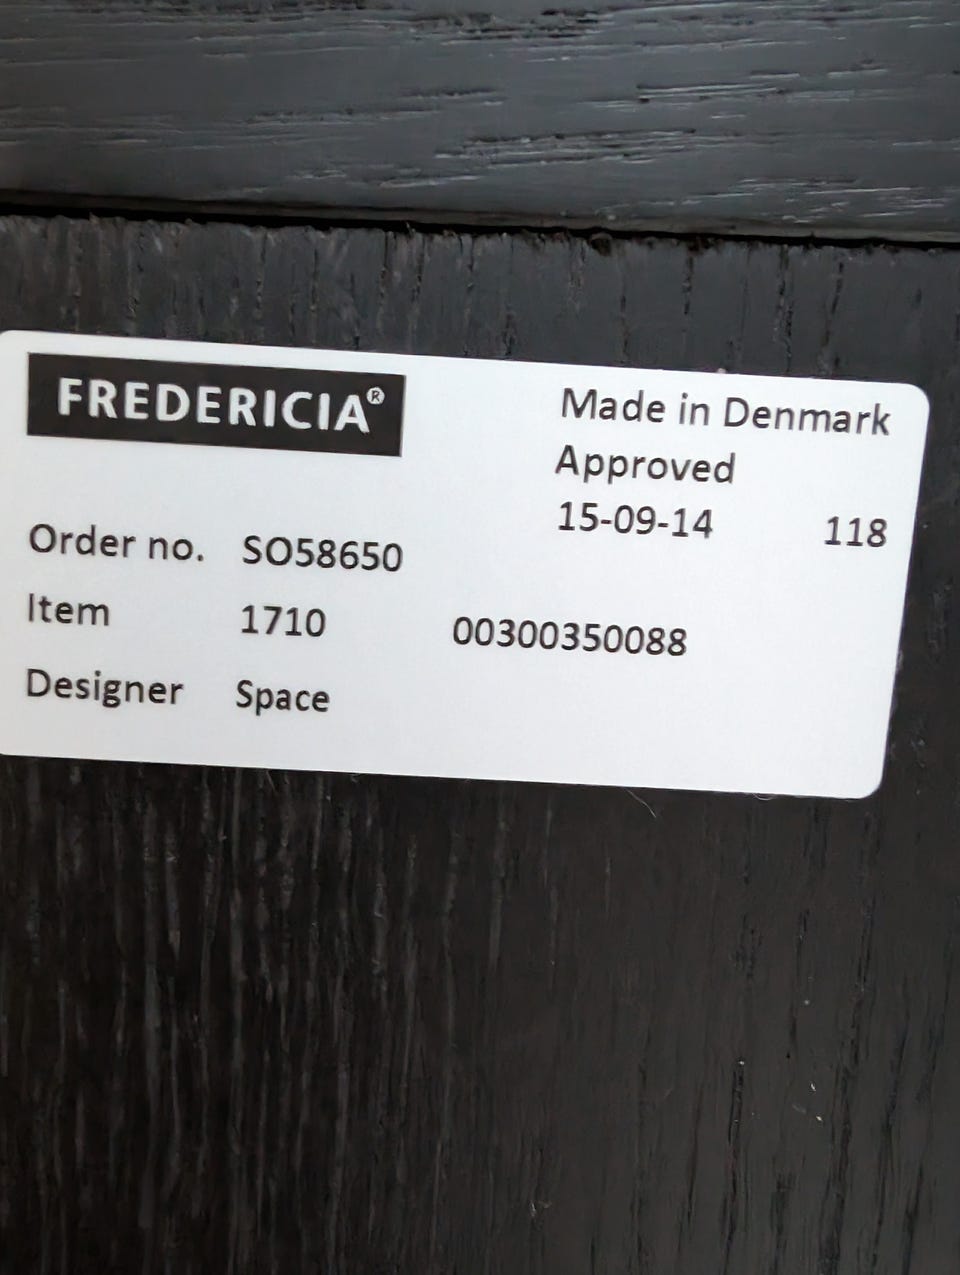 FREDERICIA®
Made in Denmark
Approved
15-09-14 118
Order no. SO58650
Item 1710 00300350088
Designer Space